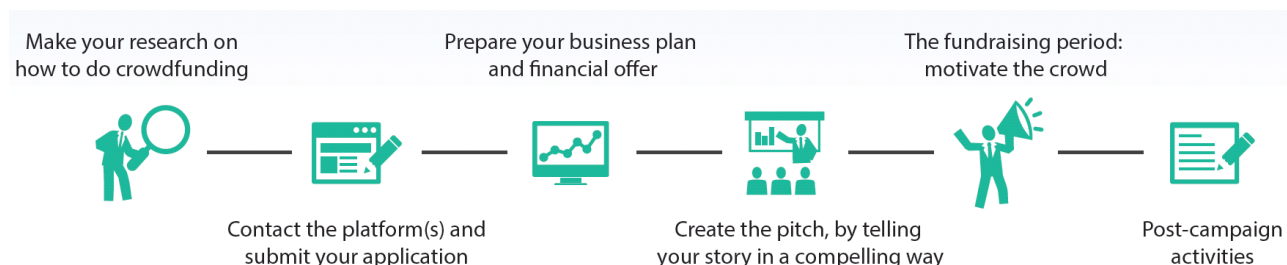 Make your research on
how to do crowdfunding
Contact the platform(s) and
submit your application
Prepare your business plan
and financial offer
Create the pitch, by telling
your story in a compelling way
The fundraising period:
motivate the crowd
Post-campaign
activities